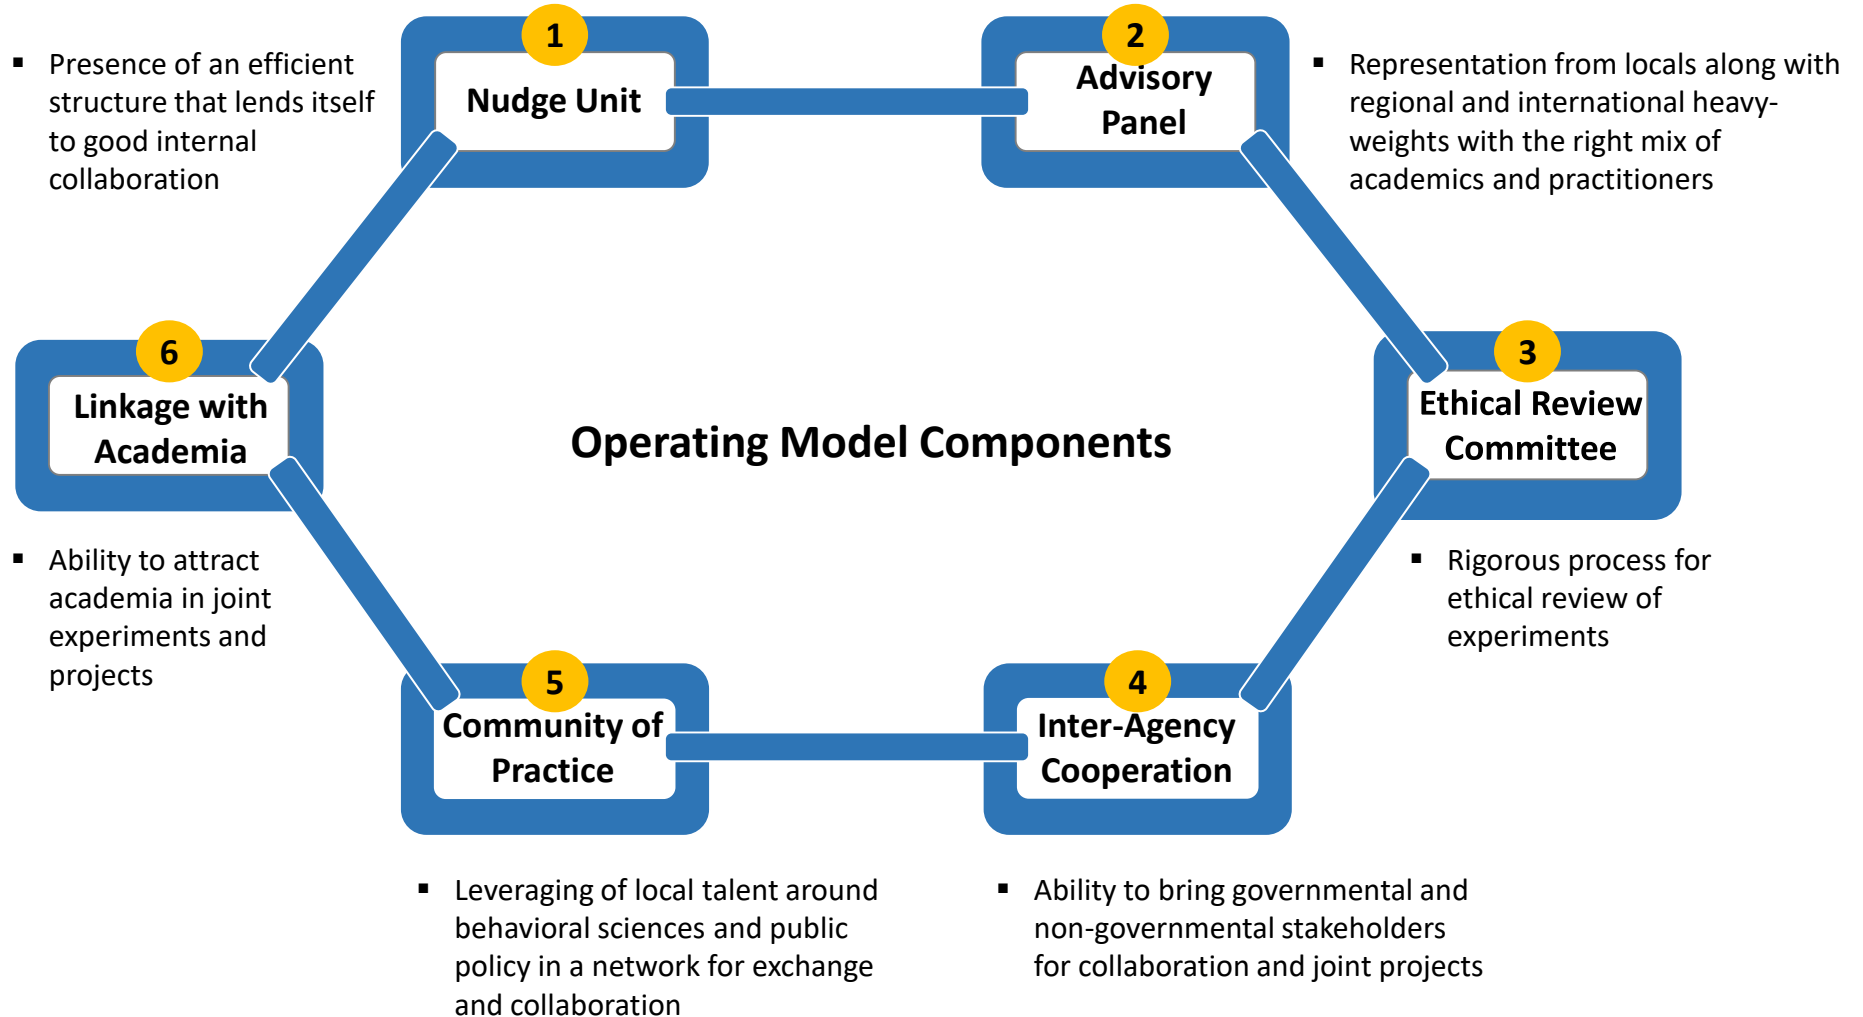 1
Nudge Unit
▪ Presence of an efficient
structure that lends itself
to good internal
collaboration
2
Advisory
Panel
▪ Representation from locals along with
regional and international heavy-
weights with the right mix of
academics and practitioners
6
Linkage with
Academia
▪ Ability to attract
academia in joint
experiments and
projects
Operating Model Components
3
Ethical Review
Committee
▪ Rigorous process for
ethical review of
experiments
5
Community of
Practice
▪ Leveraging of local talent around
behavioral sciences and public
policy in a network for exchange
and collaboration
4
Inter-Agency
Cooperation
▪ Ability to bring governmental and
non-governmental stakeholders
for collaboration and joint projects